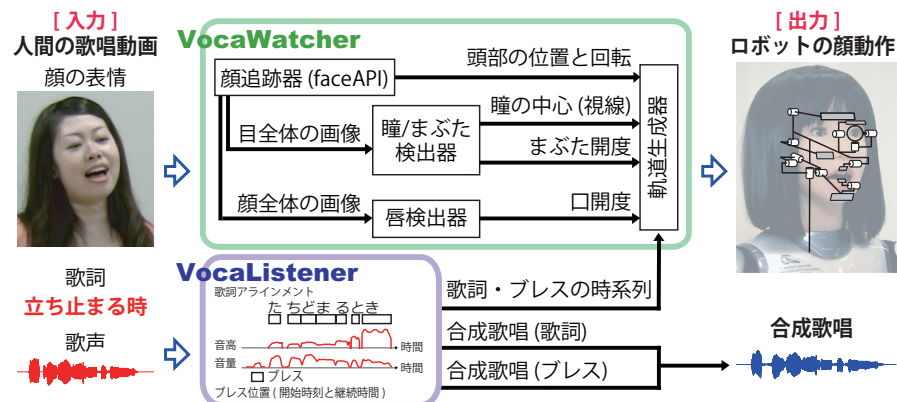 [ 入力 ]
人間の歌唱動画
顔の表情
VocaWatcher
顔追跡器 (faceAPI)
頭部の位置と回転
目全体の画像
瞳/まぶた
検出器
瞳の中心 (視線)
まぶた開度
顔全体の画像
唇検出器
口開度
軌道生成器
[ 出力 ]
ロボットの顔動作
歌詞
立ち止まる時
歌声
VocaListener
歌詞アラインメント
た ちどま るとき
音高
時間
音量
時間
ブレス
ブレス位置 ( 開始時刻と継続時間 )
歌詞・ブレスの時系列
合成歌唱 (歌詞)
合成歌唱 (ブレス)
合成歌唱